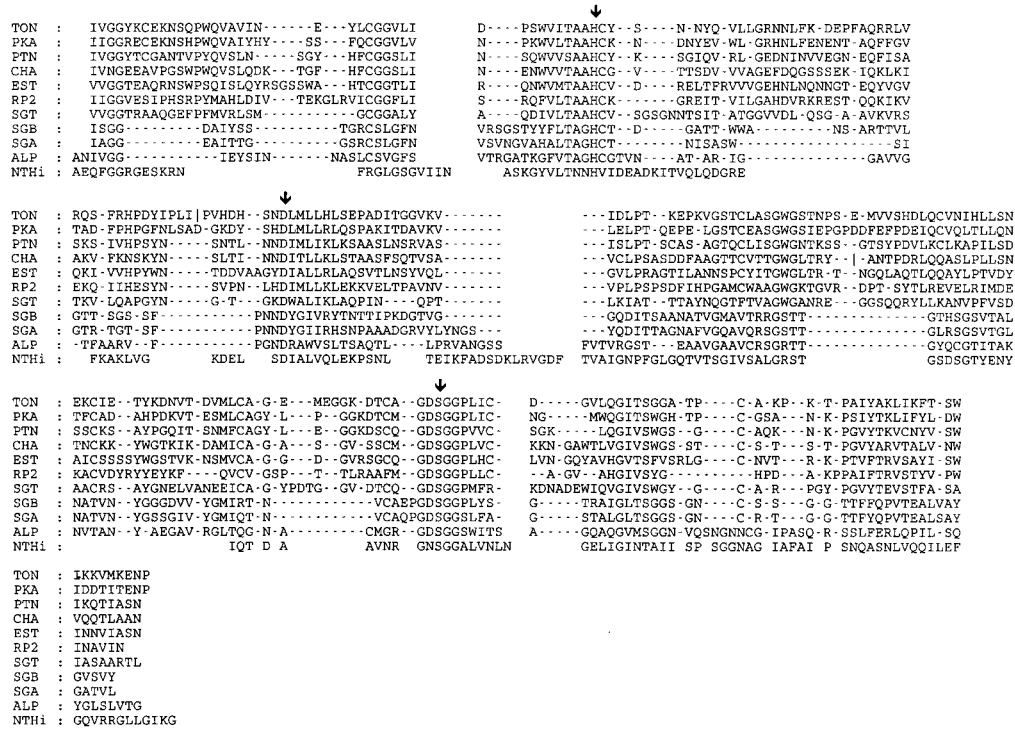 ↓
TON : IVGGYKCEKNSQPWQVAVIN-----E---YLCGGVLI D-PSWVITAAHCY--S---N-NYQ-VLLGRNNLFK-DEPFAQRRLV
PKA : IIGGRECEKNSHPWQVAIYHY----SS---FQCGGVLV N-PKWVLTAAHCK-----NDNYEV-WL-GRHNLFENENT-AQFFGV
PTN : IVGGYTCGANTVPYQVSLN-----SGY--HFCGGSLI N-SQWVVSAAHCY--K----SGIQV-RL-GEDNINVVEGN-EQFISA
CHA : IVNGEEAVPGSWPWQVSLQDK---TGF--HFCGGSLI N-ENWVVTAAHCG--V----TTSDV-VVAGEFDQGSSSEK-IQKLKI
EST : VVGGTEAQRNSWPSQISLQYRSGSSWA--HTCGGTLI R-QNWVMTAAHCV--D----RELTFRVVVGEHNLNQNNGT-EQYVGV
RP2 : IIGGVESIPHSRPYMAHLDIV--TEKGLRVICGGFLI S-RQFVLTAAHCK-----GREIT-VILGAHDVRKREST-QQKIKV
SGT : VVGGTRAAQGEFPFMVRLSM------GCGGALY A-QDIVLTAAHCV-SGSGNNTSIT-ATGGVVDL-QSG-A-AVKVRS
SGB : ISGG--------DAIYSS-----TGRCSLGFN VRSGSTYYFLTAGHCT---D----GATT-WWA-----NS-ARTTVL
SGA : IAGG--------EAITTG-----GSRCSLGFN VSVNGVAHALTAGHCT-----NISASW----------------SI
ALP : ANIVGG---------IEYSIN----NASLCSVGFS VTRGATKGFVTAGHCGTVN---AT-ARIG----------GAVVG
NTHi : AEQFGGRGESKRN FRGLGSGVIIN ASKGYVLTNNHVIDEADKITVQLQDGRE
↓
TON : RQS-FRHPDYIPLI|PVHDH-SNDLMLLHLSEPADITGGVKV------- ---IDLPT--KEPKVGSTCLASGWGSTNPS-E-MVVSHDLQCVNIHLLSN
PKA : TAD-FPHPGFNLSAD-GKDY-SHDLMLLRLQSPAKITDAVKV------- ---LELPT-QEPE-LGSTCEASGWGSIEPGPDDFEFPDEIQCVQLTLLQN
PTN : SKS-IVHPSYN----SNTL--NNDIMLIKLKSAASLNSRVAS------- ---ISLPT-SCAS-AGTQCLISGWGNTKSS--GTSYPDVLKCLKAPILSD
CHA : AKV-FKNSKYN----SLTI--NNDITLLKLSTAASFSQTVSA------- ---VCLPSASDDFAAGTTCVTTGWGLTRY---|-ANTPDRLQQASLPLLSN
EST : QKI-VVHPYWN----TDDVAAGYDIALLRLAQSVTLNSYVQL------- ---GVLPRAGTILANNSPCYITGWGLTR-T---NGQLAQTLQQAYLPTVDY
RP2 : EKQ-IIHESYN----SVPN--LHDIMLLKLEKKVELTPAVNV------- ---VPLPSPSDFIHPGAMCWAAGWGKTGVR--DPT-SYTLREVELRIMDE
SGT : TKV-LQAPGYN----G-T---GKDWALIKLAQPIN---QPT-------- ---LKIAT--TTAYNQGTFTVAGWGANRE---GGSQQRYLLKANVPFVSD
SGB : GTT-SGS-SF---------PNNDYGIVRYTNTTIPKDGTVG------- ---GQDITSAANATVGMAVTRRGSTT---------GTHSGSVTAL
SGA : GTR-TGT-SF---------PNNDYGIIRHSNPAAADGRVYLYNGS---- ---YQDITTAGNAFVGQAVQRSGSTT---------GLRSGSVTGL
ALP : -TFAARV--F---------PGNDRAWVSLTSAQTL---LPRVANGSS FVTVRGST---EAAVGAAVCRSGRTT---------GYQCGTITAK
NTHi : FKAKLVG KDEL SDIALVQLEKPSNL TEIKFADSDKLRVGDF TVAIGNPFGLGQTVTSGIVSALGRST GSDSGTYENY
↓
TON : EKCIE--TYKDNVT-DVMLCA-G-E---MEGGK-DTCA-GDSGGPLIC- D----GVLQGITSGGA-TP----C-A-KP--K-T-PAIYAKLIKFT-SW
PKA : TFCAD--AHPDKVT-ESMLCAGY-L---P--GGKDTCM-GDSGGPLIC- NG----MWQGITSWGH-TP----C-GSA--N-K-PSIYTKLIFYL-DW
PTN : SSCKS--AYPGQIT-SNMFCAGY-L---E--GGKDSCQ-GDSGGPVVC- SGK----LQGIVSWGS--G----C-AQK--N-K-PGVYTKVCNYV-SW
CHA : TNCKK--YWGTKIK-DAMICA-G-A---S--GV-SSCM-GDSGGPLVC- KKN-GAWTLVGIVSWGS-ST----C-S-T--S-T-PGVYARVTALV-NW
EST : AICSSSSYWGSTVK-NSMVCA-G-G---D--GVRSGCQ-GDSGGPLHC- LVN-GQYAVHGVTSFVSRLG----C-NVT--R-K-PTVFTRVSAYI-SW
RP2 : KACVDYRYYEYKF---QVCV-GSP---T--TLRAAFM-GDSGGPLLC- --A-GV--AHGIVSYG-------HPD--A-KPPAIFTRVSTYV-PW
SGT : AACRS--AYGNELVANEEICA-GYPDTG--GV-DTCQ--GDSGGPMFR- KDNADEWIQVGIVSWGY---G----C-AR---PGY-PGVYTEVSTFA-SA
SGB : NATVN--YGGGDVV-YGMIRT-N-------VCAEPGDSGGPLYS- G-----TRAIGLTSGGS-GN----C-S-S---G-G-TTFFQPVTEALVAY
SGA : NATVN--YGSSGIV-YGMIQT-N-------VCAQPGDSGGSLFA- G-----STALGLTSGGS-GN----C-R-T---G-G-TTFYQPVTEALSAY
ALP : NVTAN--Y-AEGAV-RGLTQG-N-A------CMGR-GDSGGSWITS A------GQAQGVMSGGN-VQSNGNNCG-IPASQ-R-SSLFERLQPIL-SQ
NTHi : IQT D A AVNR GNSGGALVNLN GELIGINTAII SP SGGNAG IAFAI P SNQASNLVQQILEF
TON : IKKVMKENP
PKA : IDDTITENP
PTN : IKQTIASN
CHA : VQQTLAAN
EST : INNVIASN
RP2 : INAVIN
SGT : IASAARTL
SGB : GVSVY
SGA : GATVL
ALP : YGLSLVTG
NTHi : GQVRRGLLGIKG